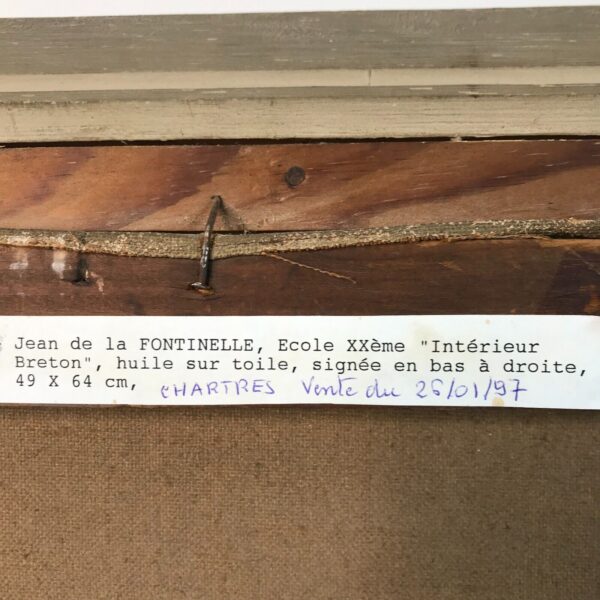 Jean de la FONTINELLE, Ecole XXème "Intérieur
Breton", huile sur toile, signée en bas à droite,
49 X 64 cm, CHARTRES Vente du 26/01/97